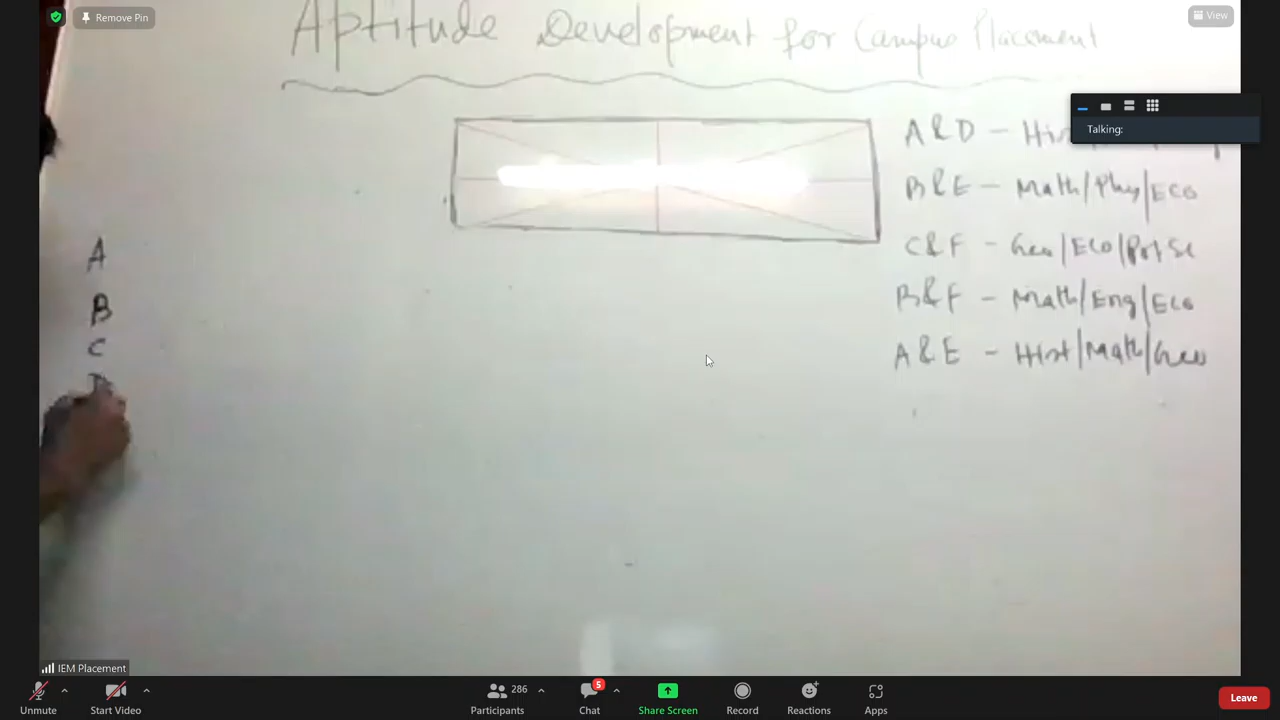 Remove Pin
View
Aptitude Development for Campus Placement
Talking:
A & D -
B & E - Math/Phy/Eco
C & F - Geo/Eco/Pol Sc
B & F - Math/Eng/Eco
A & E - Hist/Math/Geo
A
B
C
IEM Placement
Unmute
Start Video
286
Participants
5
Chat
Share Screen
Record
Reactions
Apps
Leave